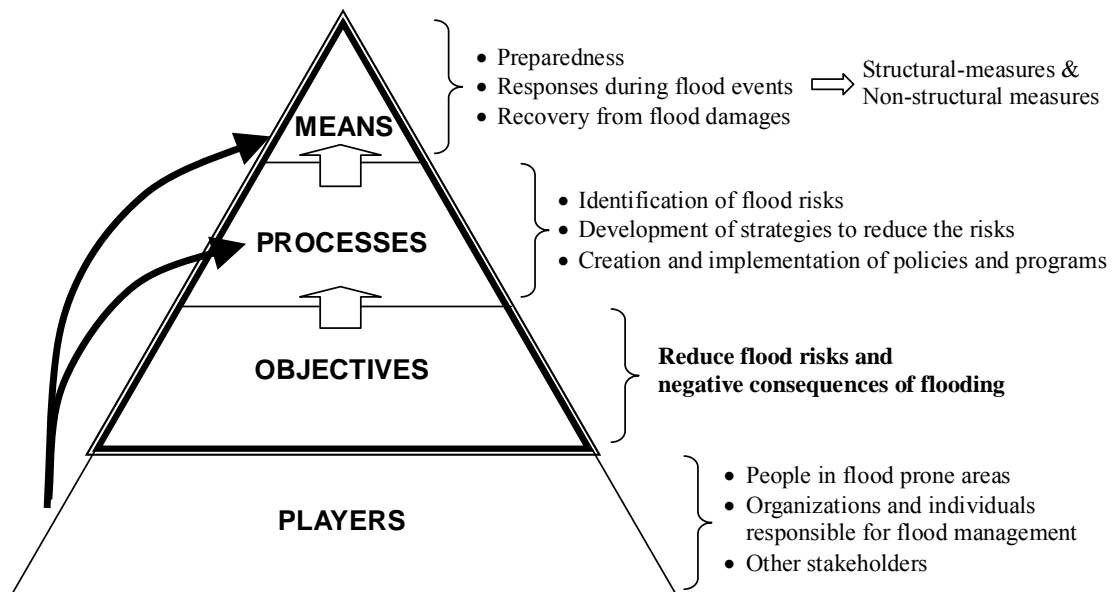 MEANS
• Preparedness
• Responses during flood events
• Recovery from flood damages
Structural-measures &
Non-structural measures
PROCESSES
• Identification of flood risks
• Development of strategies to reduce the risks
• Creation and implementation of policies and programs
OBJECTIVES
Reduce flood risks and
negative consequences of flooding
PLAYERS
• People in flood prone areas
• Organizations and individuals
responsible for flood management
• Other stakeholders